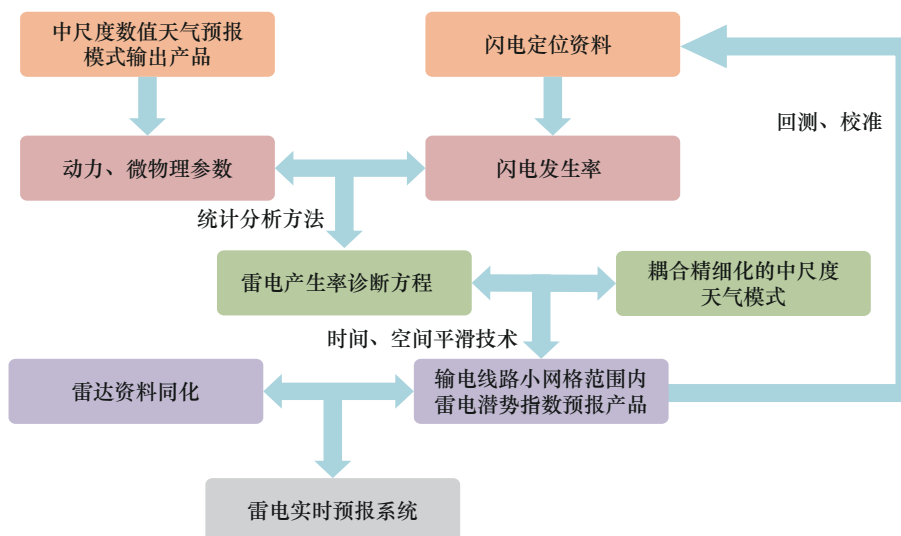 中尺度数值天气预报
模式输出产品
闪电定位资料
回测、校准
动力、微物理参数
闪电发生率
统计分析方法
雷电产生率诊断方程
耦合精细化的中尺度
天气模式
时间、空间平滑技术
雷达资料同化
输电线路小网格范围内
雷电潜势指数预报产品
雷电实时预报系统